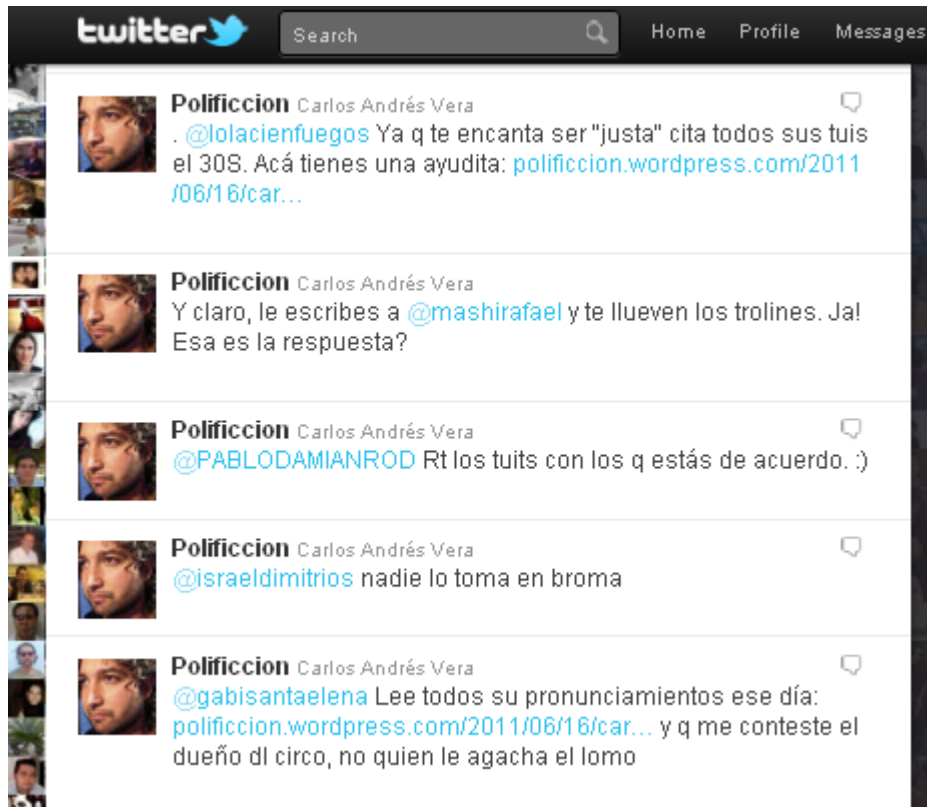 twitter Search Home Profile Messages
Polificcion Carlos Andrés Vera
. @lolacienfuegos Ya q te encanta ser "justa" cita todos sus tuis
el 30S. Acá tienes una ayudita: polificcion.wordpress.com/2011
/06/16/car...
Polificcion Carlos Andrés Vera
Y claro, le escribes a @mashirafael y te llueven los trolines. Ja!
Esa es la respuesta?
Polificcion Carlos Andrés Vera
@PABLODAMIANROD Rt los tuits con los q estás de acuerdo. :)
Polificcion Carlos Andrés Vera
@israeldimitrios nadie lo toma en broma
Polificcion Carlos Andrés Vera
@gabisantaelena Lee todos su pronunciamientos ese día:
polificcion.wordpress.com/2011/06/16/car... y q me conteste el
dueño dl circo, no quien le agacha el lomo